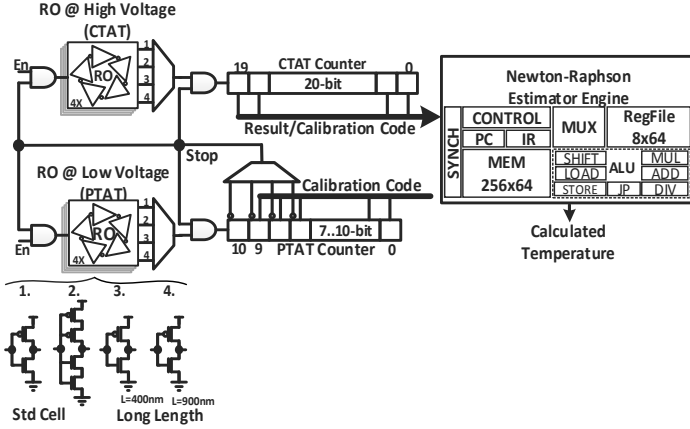 RO @ High Voltage
(CTAT)
En
RO
4X
1
2
3
4
19
CTAT Counter
0
20-bit
Result/Calibration Code
Stop
RO @ Low Voltage
(PTAT)
En
RO
4X
1
2
3
4
Calibration Code
7..10-bit
10
9
PTAT Counter
0
Newton-Raphson
Estimator Engine
SYNCH
CONTROL
PC
IR
MUX
RegFile
8x64
MEM
256x64
SHIFT
LOAD
STORE
ALU
JP
MUL
ADD
DIV
Calculated
Temperature
1.
2.
3.
4.
L=400nm
L=900nm
Std Cell
Long Length